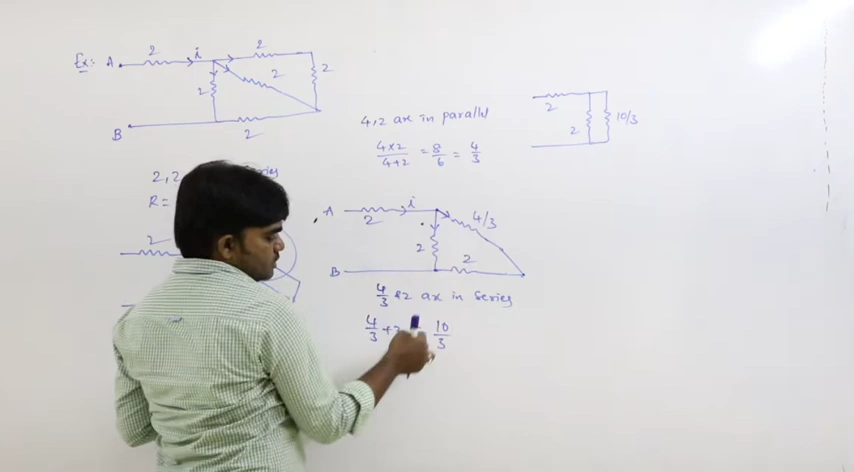 Ex: A 2 i 2
2 2 2
B 2
4,2 are in parallel
4×2/4+2 = 8/6 = 4/3
2 2 10/3
2, 2
R =
2
A 2 i 4/3
2
B 2
4/3 & 2 are in series
4/3 + 2 = 10/3